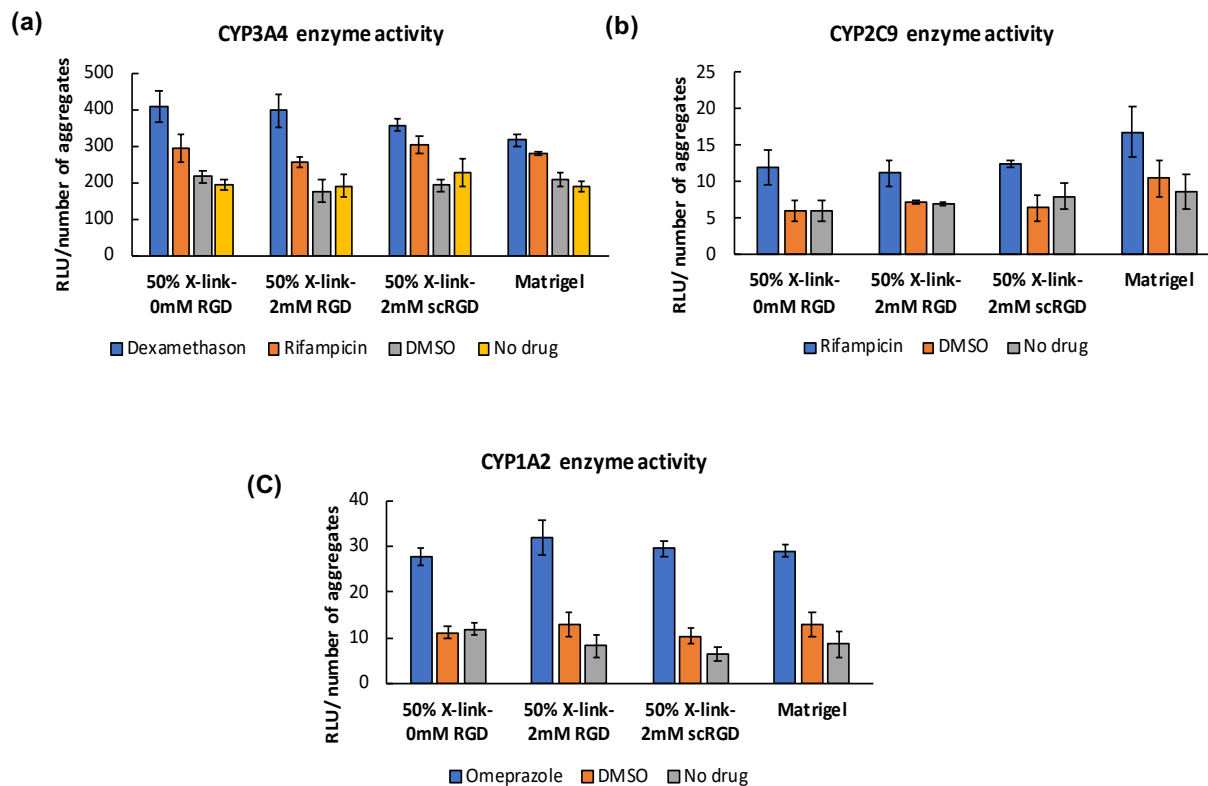 (a)
CYP3A4 enzyme activity
RLU/number of aggregates
500
400
300
200
100
0
50% X-link-
0mM RGD
50% X-link-
2mM RGD
50% X-link-
2mM scRGD
Matrigel
Dexamethason
Rifampicin
DMSO
No drug
(b)
CYP2C9 enzyme activity
RLU/ number of aggregates
25
20
15
10
5
0
50% X-link-
0mM RGD
50% X-link-
2mM RGD
50% X-link-
2mM scRGD
Matrigel
Rifampicin
DMSO
No drug
(C)
CYP1A2 enzyme activity
RLU/ number of aggregates
40
30
20
10
0
50% X-link-
0mM RGD
50% X-link-
2mM RGD
50% X-link-
2mM scRGD
Matrigel
Omeprazole
DMSO
No drug